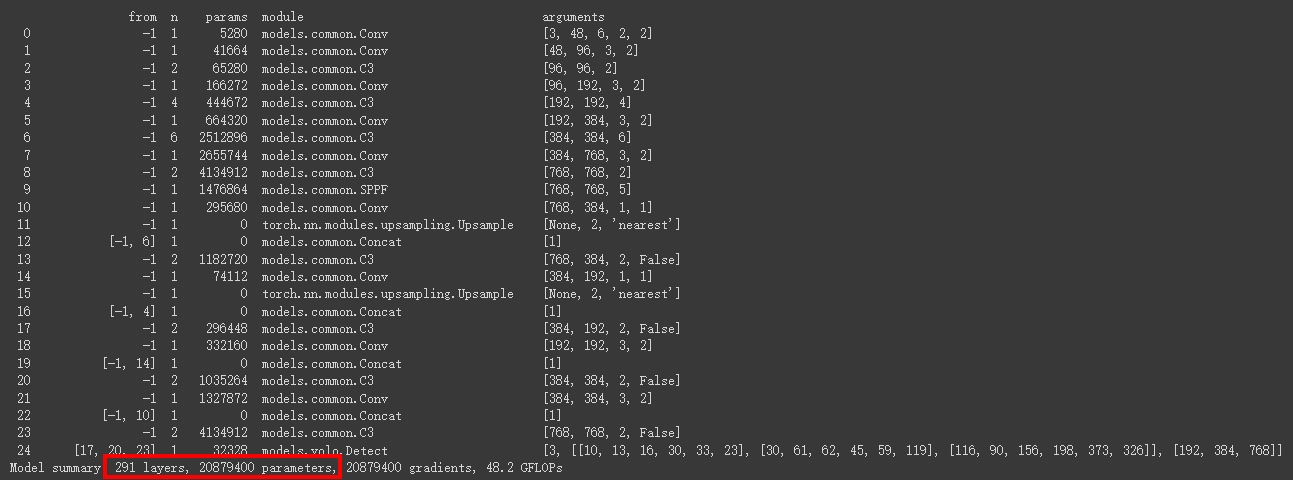 from n params module arguments
0 -1 1 5280 models.common.Conv [3, 48, 6, 2, 2]
1 -1 1 41664 models.common.Conv [48, 96, 3, 2]
2 -1 2 65280 models.common.C3 [96, 96, 2]
3 -1 1 166272 models.common.Conv [96, 192, 3, 2]
4 -1 4 444672 models.common.C3 [192, 192, 4]
5 -1 1 664320 models.common.Conv [192, 384, 3, 2]
6 -1 6 2512896 models.common.C3 [384, 384, 6]
7 -1 1 2655744 models.common.Conv [384, 768, 3, 2]
8 -1 2 4134912 models.common.C3 [768, 768, 2]
9 -1 1 1476864 models.common.SPPF [768, 768, 5]
10 -1 1 295680 models.common.Conv [768, 384, 1, 1]
11 -1 1 0 torch.nn.modules.upsampling.Upsample [None, 2, 'nearest']
12 [-1, 6] 1 0 models.common.Concat [1]
13 -1 2 1182720 models.common.C3 [768, 384, 2, False]
14 -1 1 74112 models.common.Conv [384, 192, 1, 1]
15 -1 1 0 torch.nn.modules.upsampling.Upsample [None, 2, 'nearest']
16 [-1, 4] 1 0 models.common.Concat [1]
17 -1 2 296448 models.common.C3 [384, 192, 2, False]
18 -1 1 332160 models.common.Conv [192, 192, 3, 2]
19 [-1, 14] 1 0 models.common.Concat [1]
20 -1 2 1035264 models.common.C3 [384, 384, 2, False]
21 -1 1 1327872 models.common.Conv [384, 384, 3, 2]
22 [-1, 10] 1 0 models.common.Concat [1]
23 -1 2 4134912 models.common.C3 [768, 768, 2, False]
24 [17, 20, 23] 1 32328 models.yolo.Detect [3, [[10, 13, 16, 30, 33, 23], [30, 61, 62, 45, 59, 119], [116, 90, 156, 198, 373, 326]], [192, 384, 768]]
Model summary 291 layers, 20879400 parameters, 20879400 gradients, 48.2 GFLOPs